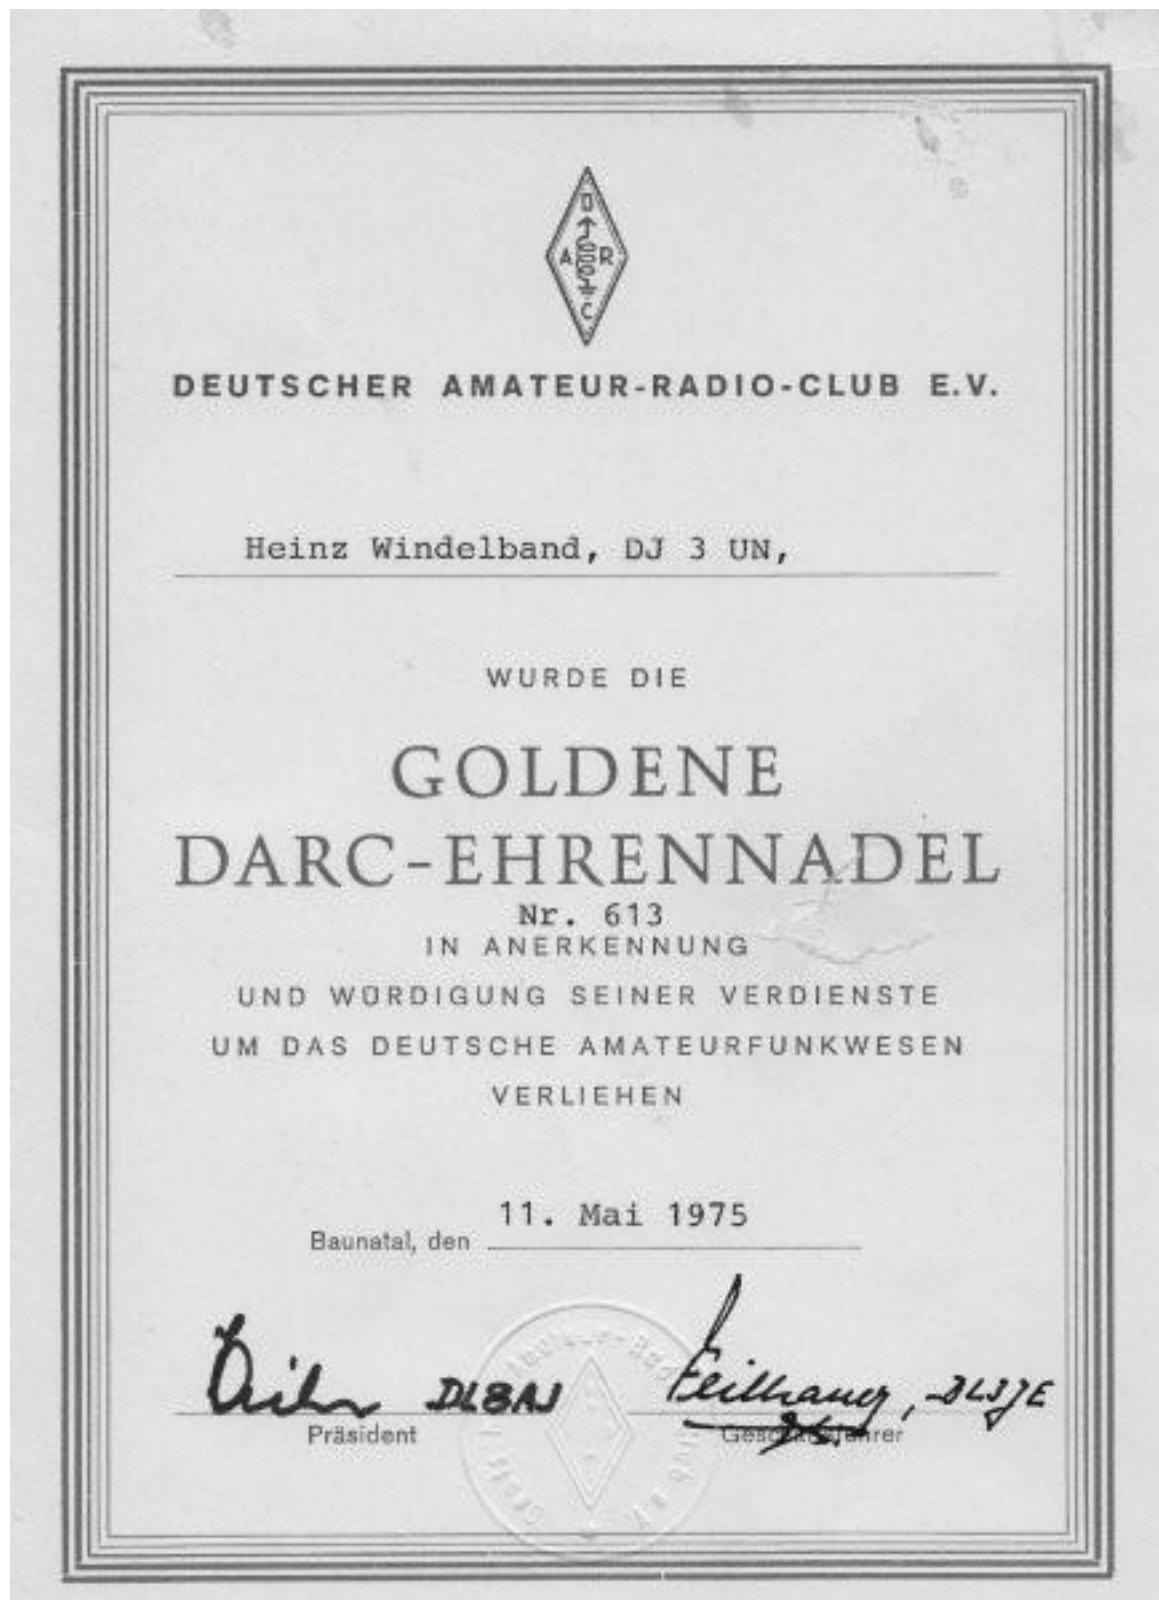 D
A R
C
DEUTSCHER AMATEUR-RADIO-CLUB E.V.
Heinz Windelband, DJ 3 UN,
WURDE DIE
GOLDENE
DARC-EHRENNADEL
Nr. 613
IN ANERKENNUNG
UND WÜRDIGUNG SEINER VERDIENSTE
UM DAS DEUTSCHE AMATEURFUNKWESEN
VERLIEHEN
11. Mai 1975
Baunatal, den
DL8AJ
Präsident
Geschäftsführer